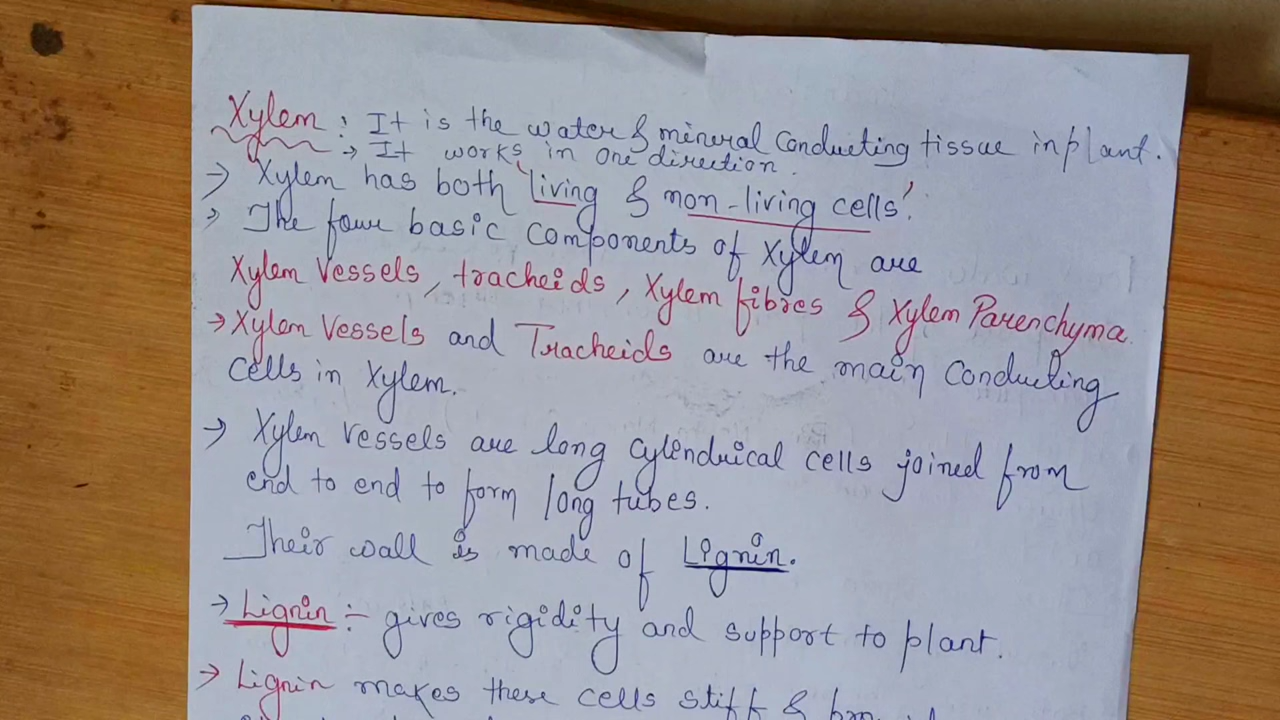 Xylem : It is the water & mineral conducting tissue in plant.
→ It works in one direction.
→ Xylem has both 'living & non-living cells'.
→ The four basic components of Xylem are
Xylem Vessels, tracheids, Xylem fibres & Xylem Parenchyma.
→ Xylem Vessels and Tracheids are the main conducting
cells in Xylem.
→ Xylem vessels are long cylendrical cells joined from
end to end to form long tubes.
Their wall is made of Lignin.
→ Lignin :- gives rigidity and support to plant.
→ Lignin makes these cells stiff &